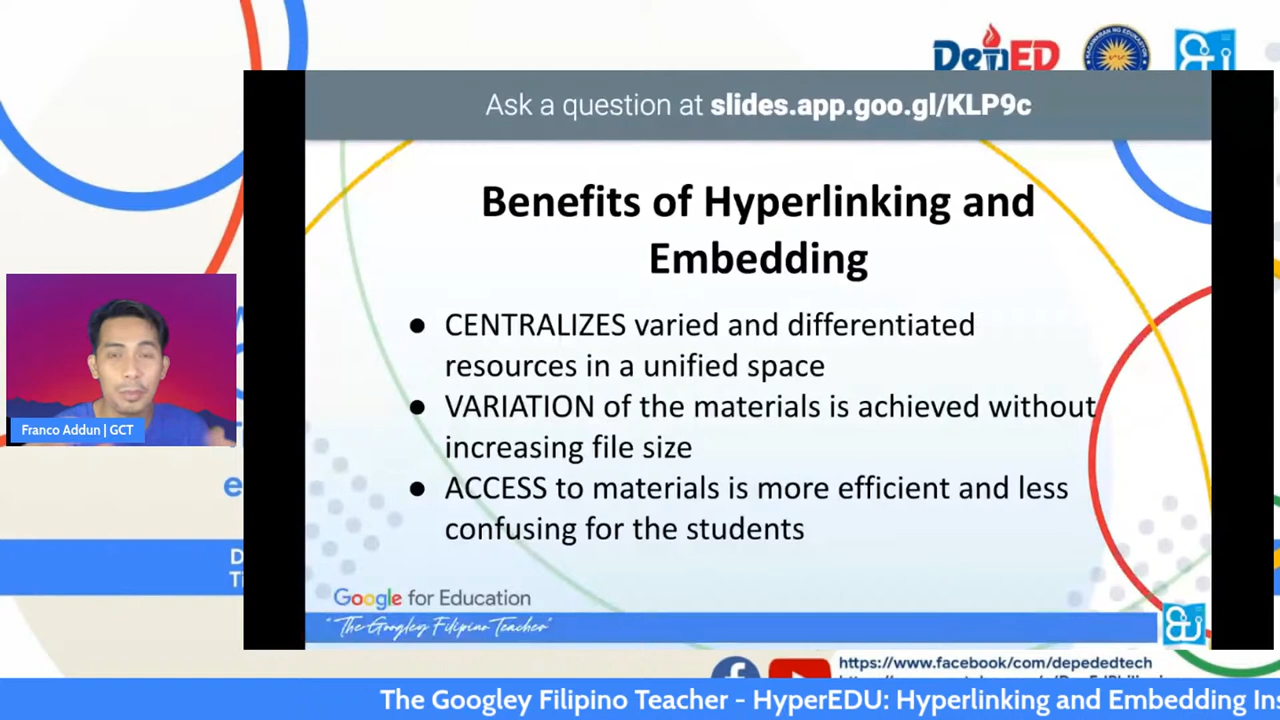 DepED
KAGAWARAN NG EDUKASYON
Ask a question at slides.app.goo.gl/KLP9c
Benefits of Hyperlinking and
Embedding
● CENTRALIZES varied and differentiated
resources in a unified space
● VARIATION of the materials is achieved without
increasing file size
● ACCESS to materials is more efficient and less
confusing for the students
Franco Addun | GCT
e
D
Google for Education
"The Googley Filipino Teacher"
https://www.facebook/com/depededtech
The Googley Filipino Teacher - HyperEDU: Hyperlinking and Embedding Ins